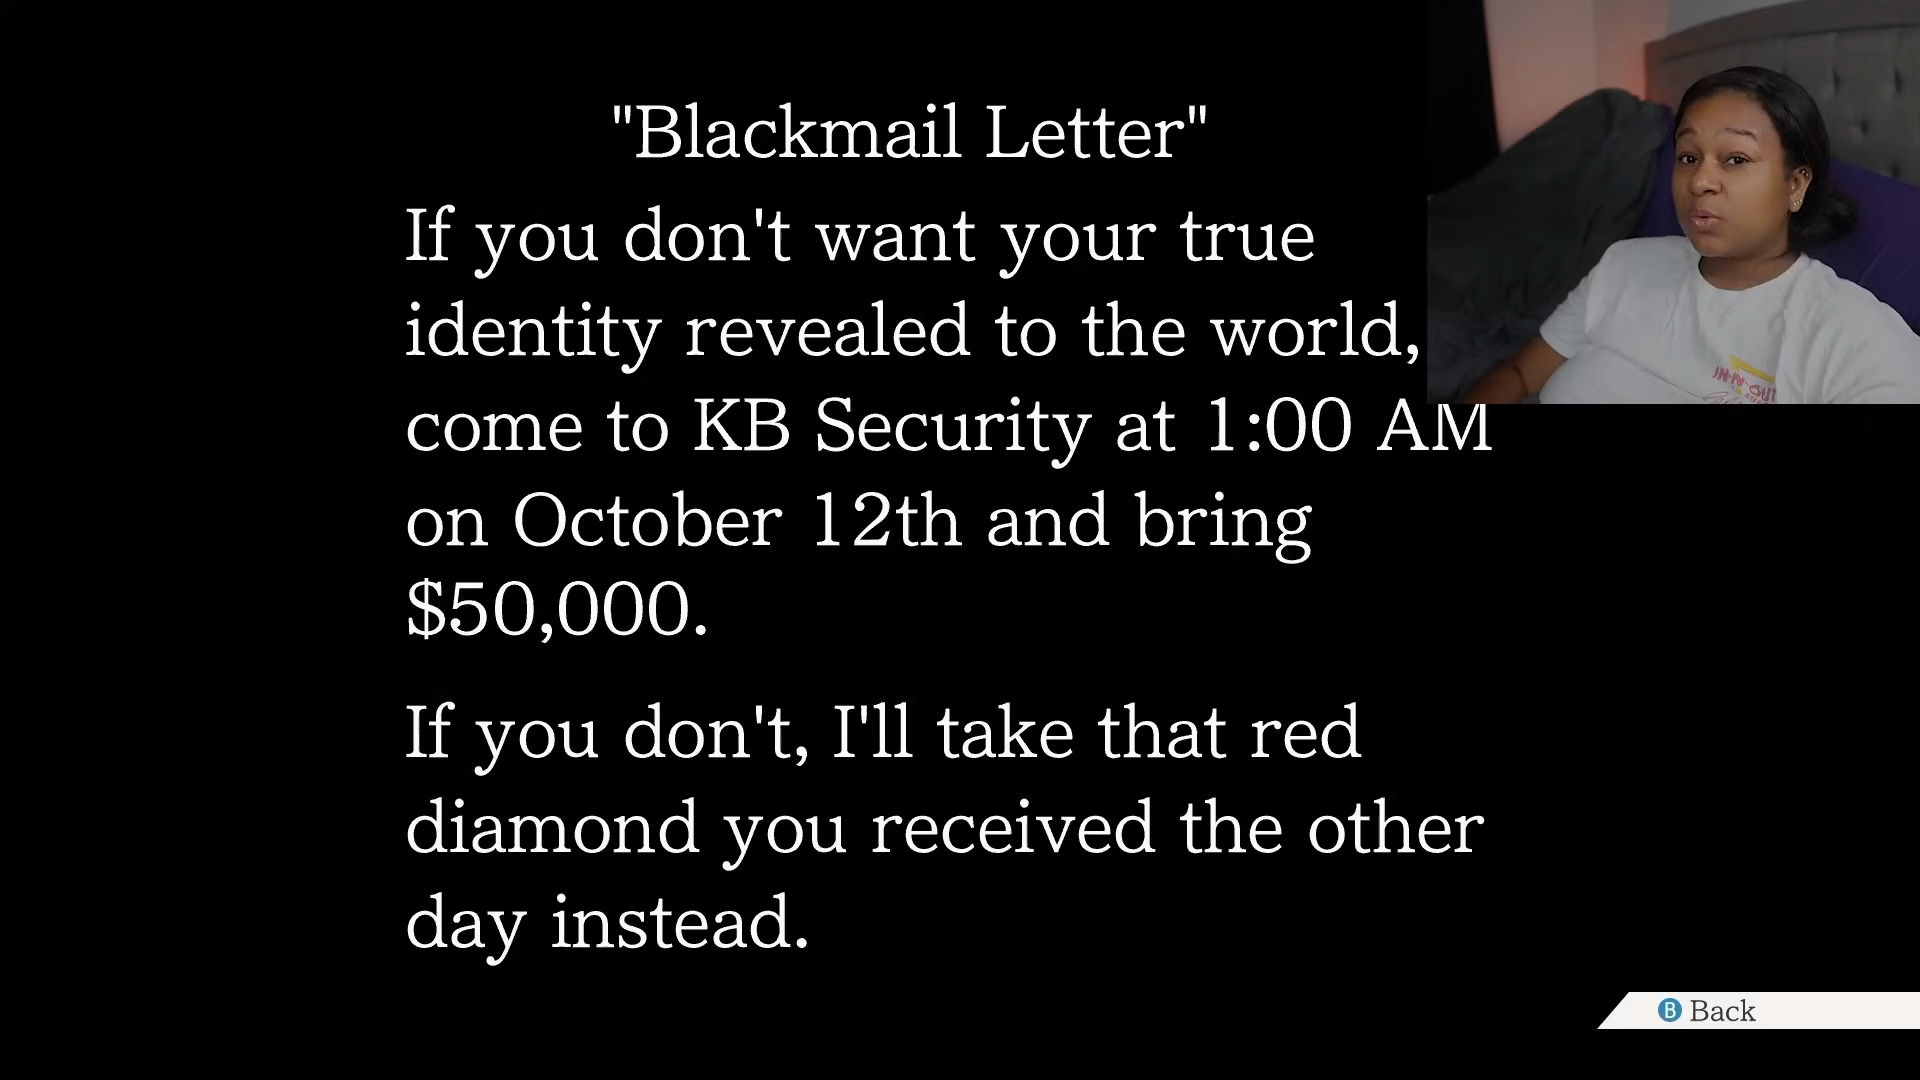 "Blackmail Letter"
If you don't want your true
identity revealed to the world,
come to KB Security at 1:00 AM
on October 12th and bring
$50,000.
If you don't, I'll take that red
diamond you received the other
day instead.
IN-N-OUT
B Back